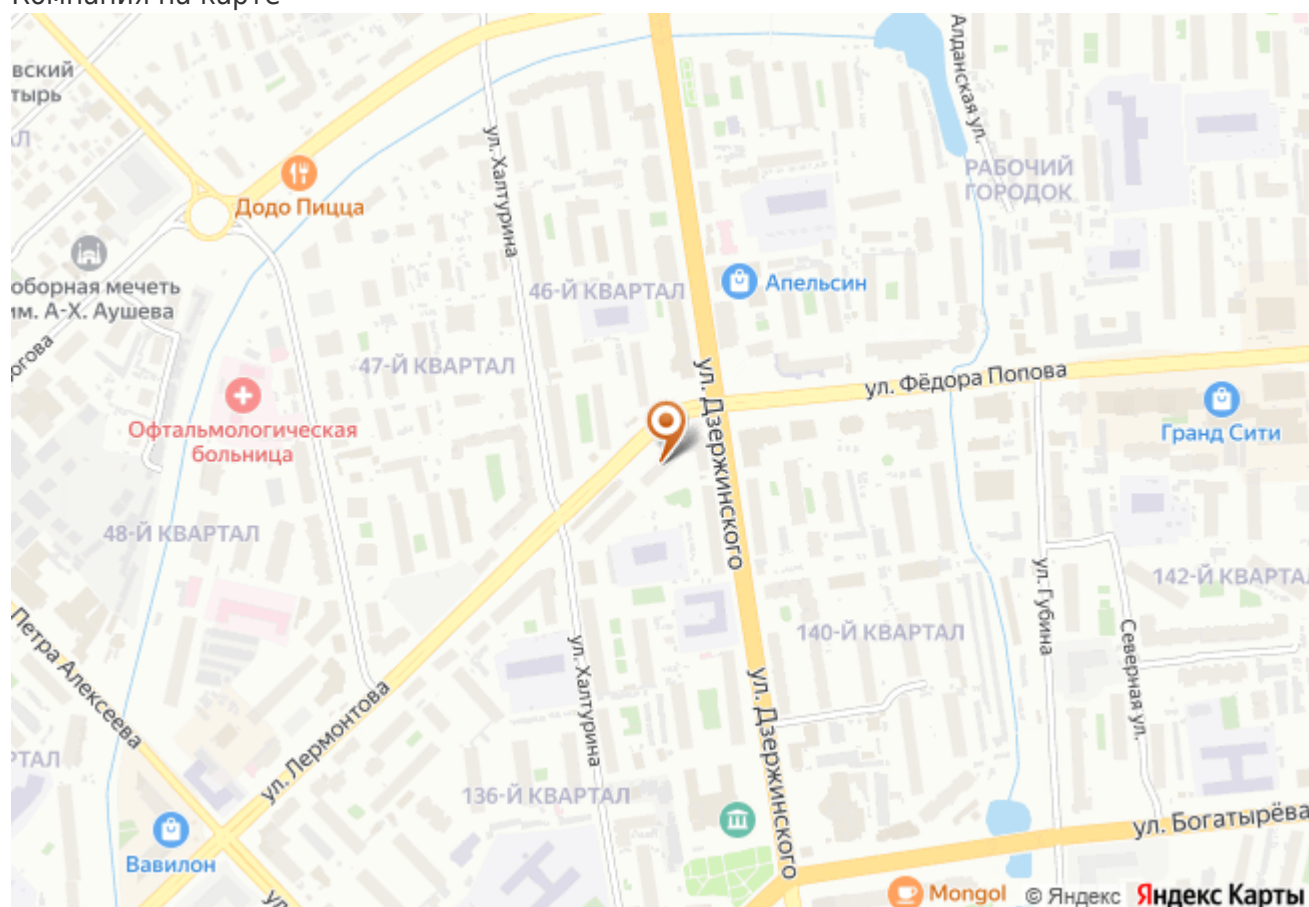 Компания на карте
вский
тырь
Алданская ул.
ул. Халтурина
РАБОЧИЙ
ГОРОДОК
Додо Пицца
оборная мечеть
им. А-Х. Аушева
46-Й КВАРТАЛ
Апельсин
47-Й КВАРТАЛ
ул. Дзержинского
ул. Фёдора Попова
Офтальмологическая
больница
Гранд Сити
48-Й КВАРТАЛ
ул. Губина
142-Й КВАРТА
Петра Алексеева
ул. Халтурина
140-Й КВАРТАЛ
Северная ул.
ул. Лермонтова
ул. Дзержинского
136-Й КВАРТАЛ
ул. Богатырёва
Вавилон
Mongol
© Яндекс Яндекс Карты